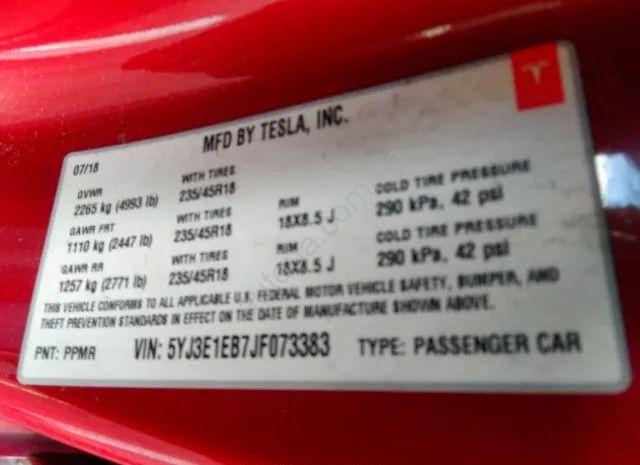 MFD BY TESLA, INC.
07/18
GVWR WITH TIRES RIM COLD TIRE PRESSURE
2265 kg (4993 lb) 235/45R18 18X8.5 J 290 kPa, 42 psi
GAWR FRT WITH TIRES RIM COLD TIRE PRESSURE
1110 kg (2447 lb) 235/45R18 18X8.5 J 290 kPa, 42 psi
GAWR RR
1257 kg (2771 lb) 235/45R18
THIS VEHICLE CONFORMS TO ALL APPLICABLE U.S. FEDERAL MOTOR VEHICLE SAFETY, BUMPER, AND
THEFT PREVENTION STANDARDS IN EFFECT ON THE DATE OF MANUFACTURE SHOWN ABOVE.
PNT: PPMR VIN: 5YJ3E1EB7JF073383 TYPE: PASSENGER CAR